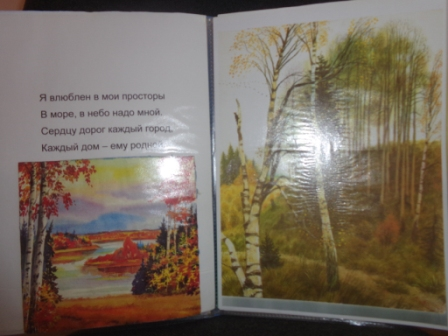 Я влюблен в мои просторы
В море, в небо надо мной.
Сердцу дорог каждый город,
Каждый дом – ему родной